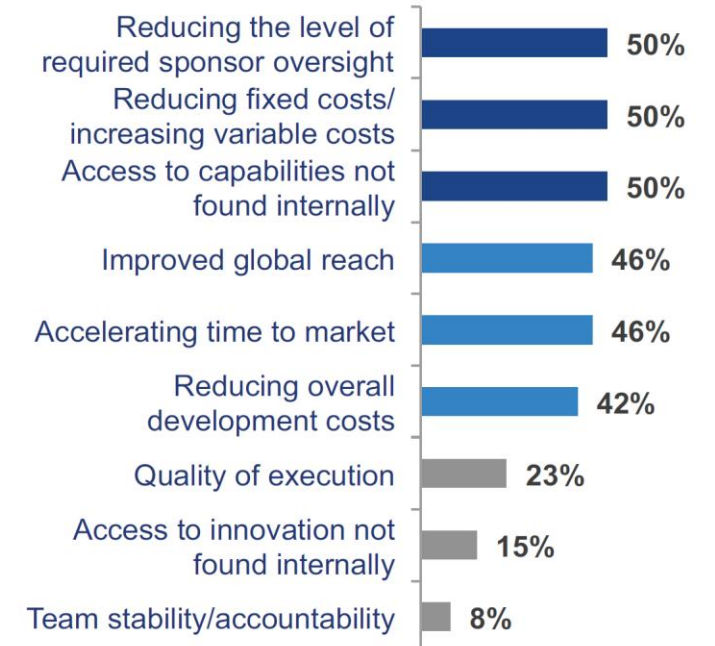 Reducing the level of
required sponsor oversight
50%
Reducing fixed costs/
increasing variable costs
50%
Access to capabilities not
found internally
50%
Improved global reach
46%
Accelerating time to market
46%
Reducing overall
development costs
42%
Quality of execution
23%
Access to innovation not
found internally
15%
Team stability/accountability
8%